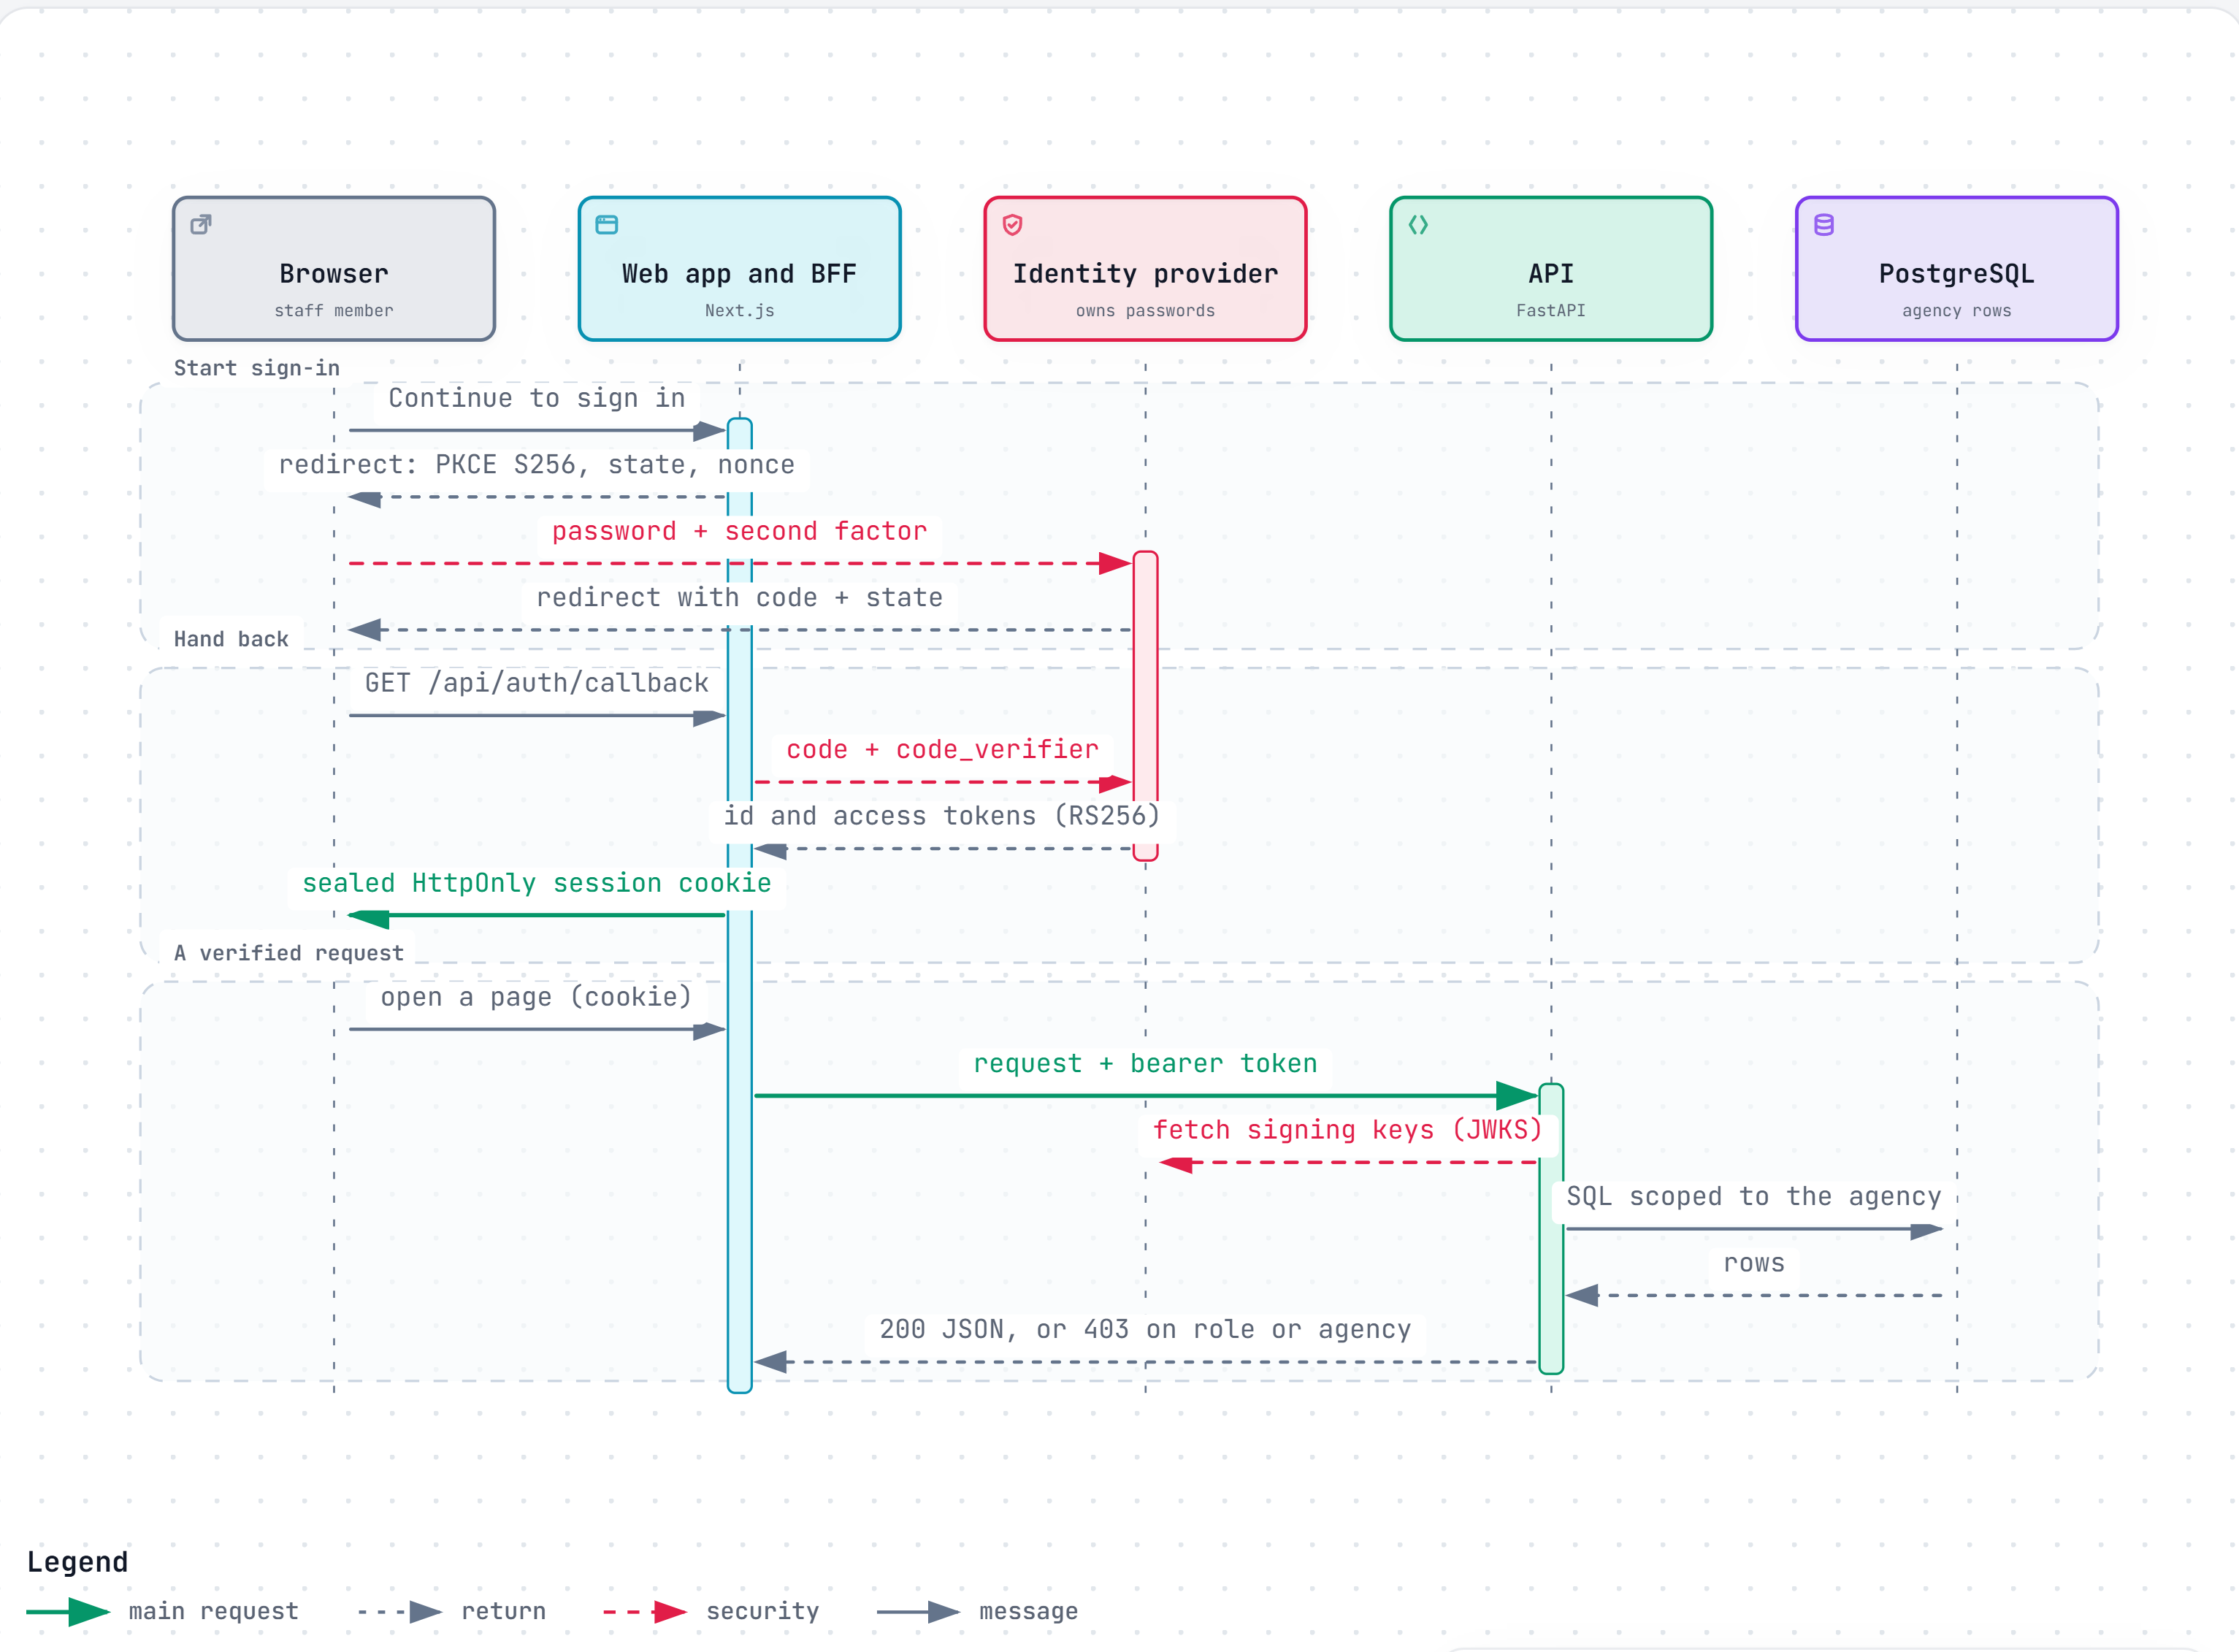 Browser
staff member
Web app and BFF
Next.js
Identity provider
owns passwords
API
FastAPI
PostgreSQL
agency rows
Start sign-in
Continue to sign in
redirect: PKCE S256, state, nonce
password + second factor
redirect with code + state
Hand back
GET /api/auth/callback
code + code_verifier
id and access tokens (RS256)
sealed HttpOnly session cookie
A verified request
open a page (cookie)
request + bearer token
fetch signing keys (JWKS)
SQL scoped to the agency
rows
200 JSON, or 403 on role or agency
Legend
main request
return
security
message